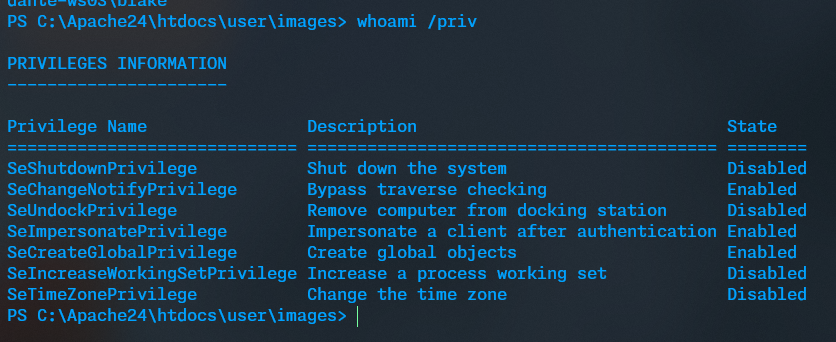 dante-ws03\blake
PS C:\Apache24\htdocs\user\images> whoami /priv
PRIVILEGES INFORMATION
----------------------
Privilege Name                Description                               State
============================= ========================================= ========
SeShutdownPrivilege           Shut down the system                      Disabled
SeChangeNotifyPrivilege       Bypass traverse checking                  Enabled
SeUndockPrivilege             Remove computer from docking station      Disabled
SeImpersonatePrivilege        Impersonate a client after authentication Enabled
SeCreateGlobalPrivilege       Create global objects                     Enabled
SeIncreaseWorkingSetPrivilege Increase a process working set            Disabled
SeTimeZonePrivilege           Change the time zone                      Disabled
PS C:\Apache24\htdocs\user\images>